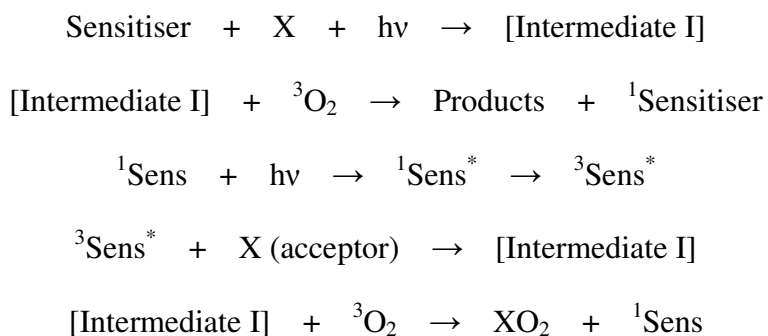 Sensitiser + X + hν → [Intermediate I]
[Intermediate I] + ³O₂ → Products + ¹Sensitiser
¹Sens + hν → ¹Sens* → ³Sens*
³Sens* + X (acceptor) → [Intermediate I]
[Intermediate I] + ³O₂ → XO₂ + ¹Sens